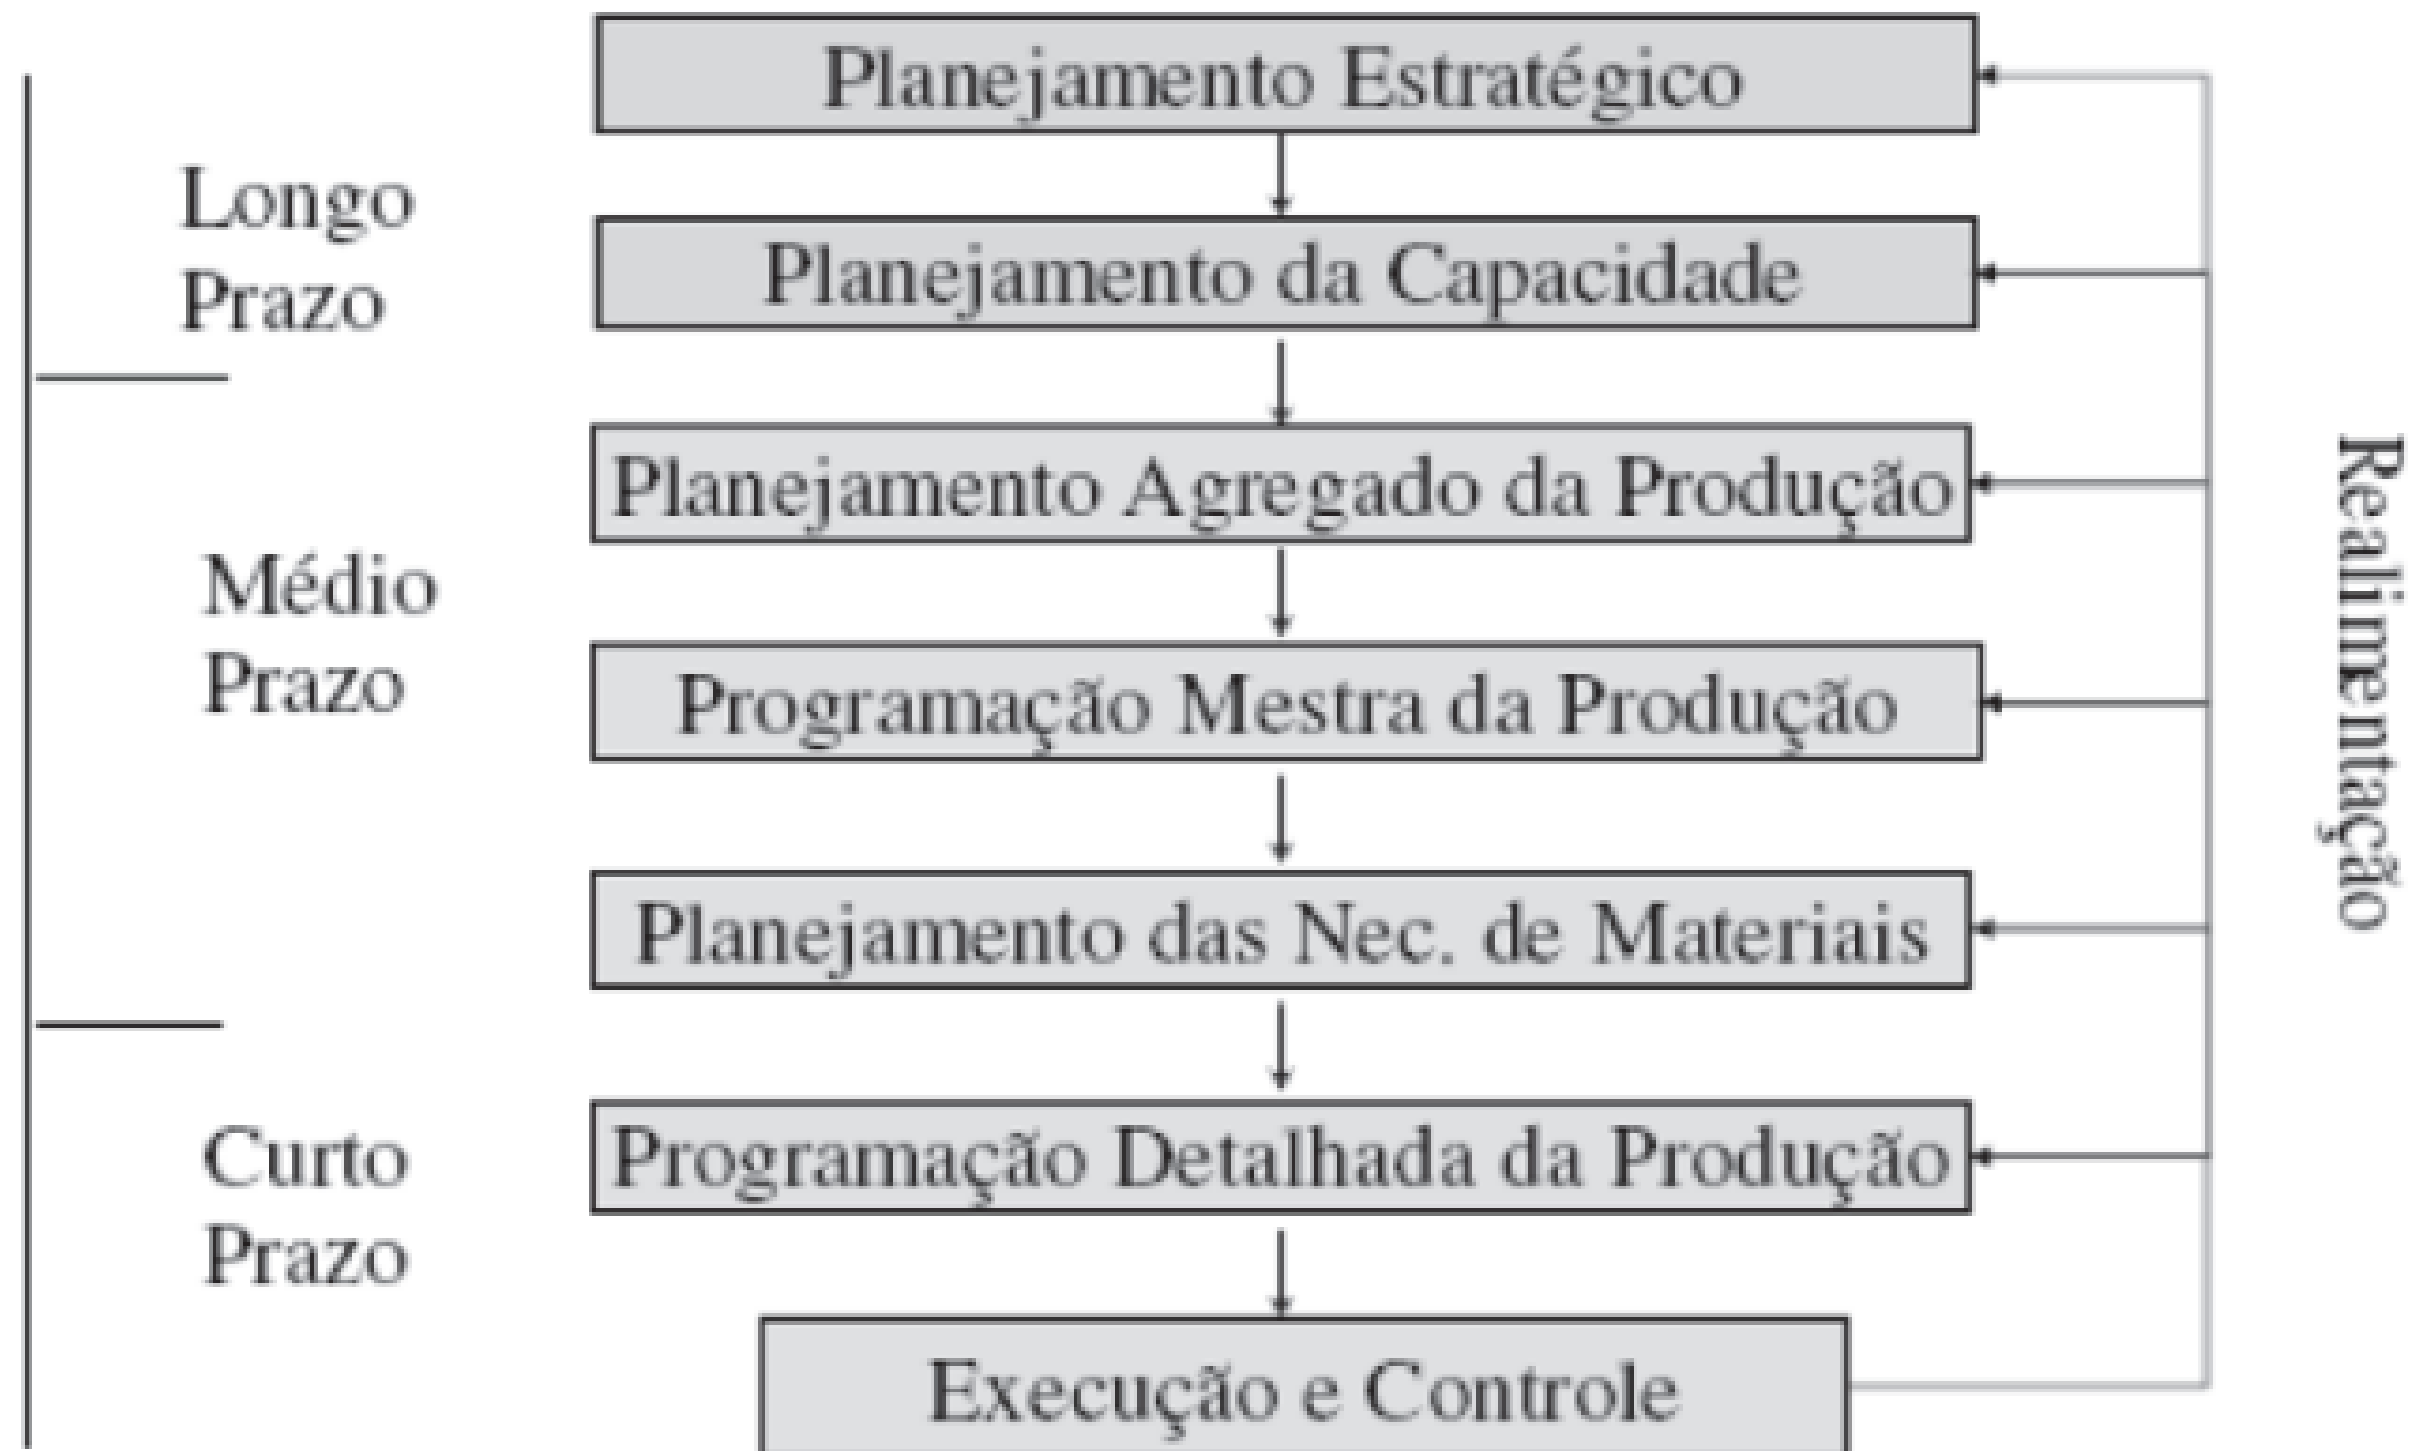 Planejamento Estratégico
Longo
Prazo
Planejamento da Capacidade
Planejamento Agregado da Produção
Médio
Prazo
Programação Mestra da Produção
Planejamento das Nec. de Materiais
Curto
Prazo
Programação Detalhada da Produção
Execução e Controle
Realimentação